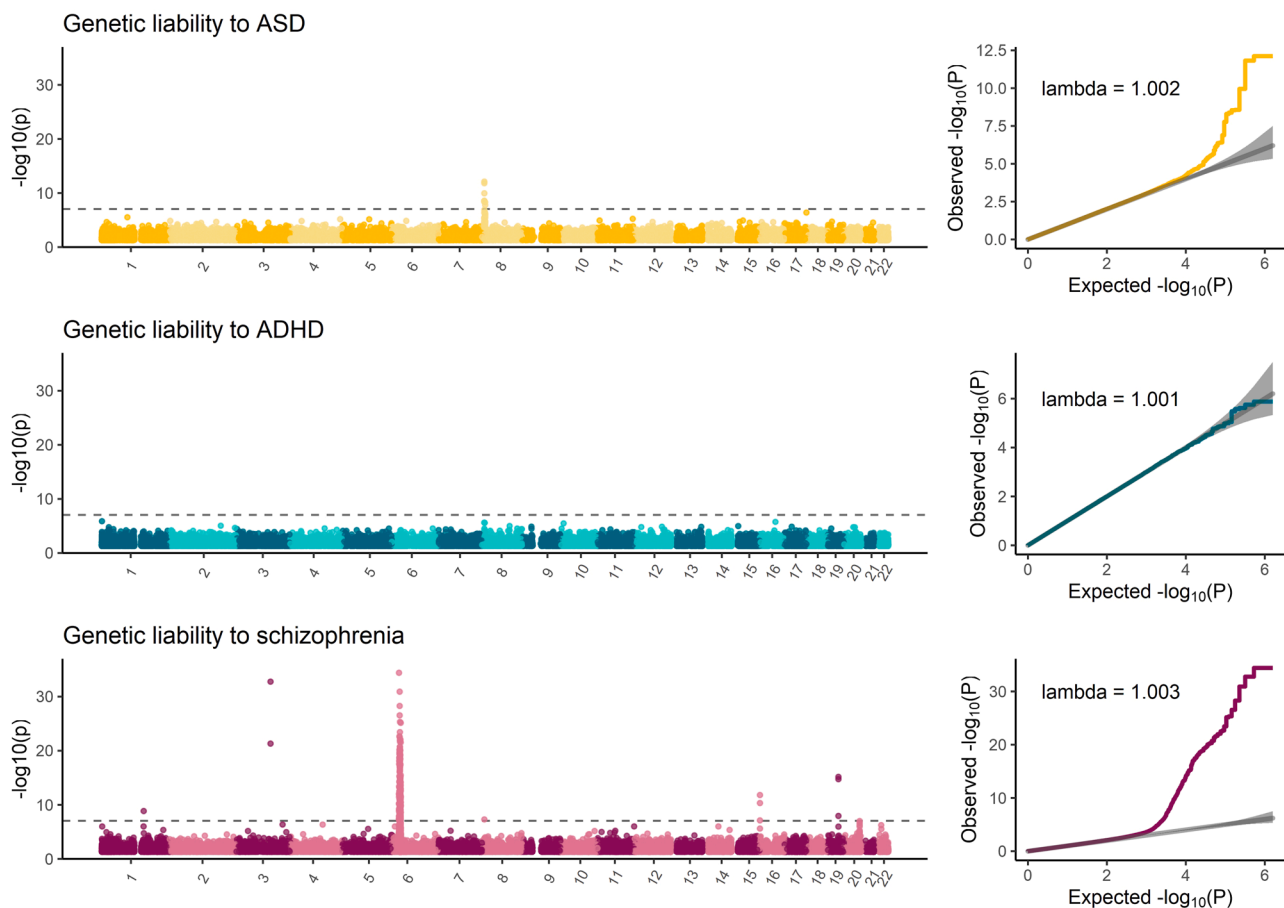 Genetic liability to ASD
-log10(p)
30
20
10
0
1 2 3 4 5 6 7 8 9 10 11 12 13 14 15 16 17 18 19 20 21 22
Observed -log10(P)
12.5
10.0
7.5
5.0
2.5
0.0
lambda = 1.002
0 2 4 6
Expected -log10(P)
Genetic liability to ADHD
-log10(p)
30
20
10
0
1 2 3 4 5 6 7 8 9 10 11 12 13 14 15 16 17 18 19 20 21 22
Observed -log10(P)
6
4
2
0
lambda = 1.001
0 2 4 6
Expected -log10(P)
Genetic liability to schizophrenia
-log10(p)
30
20
10
0
1 2 3 4 5 6 7 8 9 10 11 12 13 14 15 16 17 18 19 20 21 22
Observed -log10(P)
30
20
10
0
lambda = 1.003
0 2 4 6
Expected -log10(P)